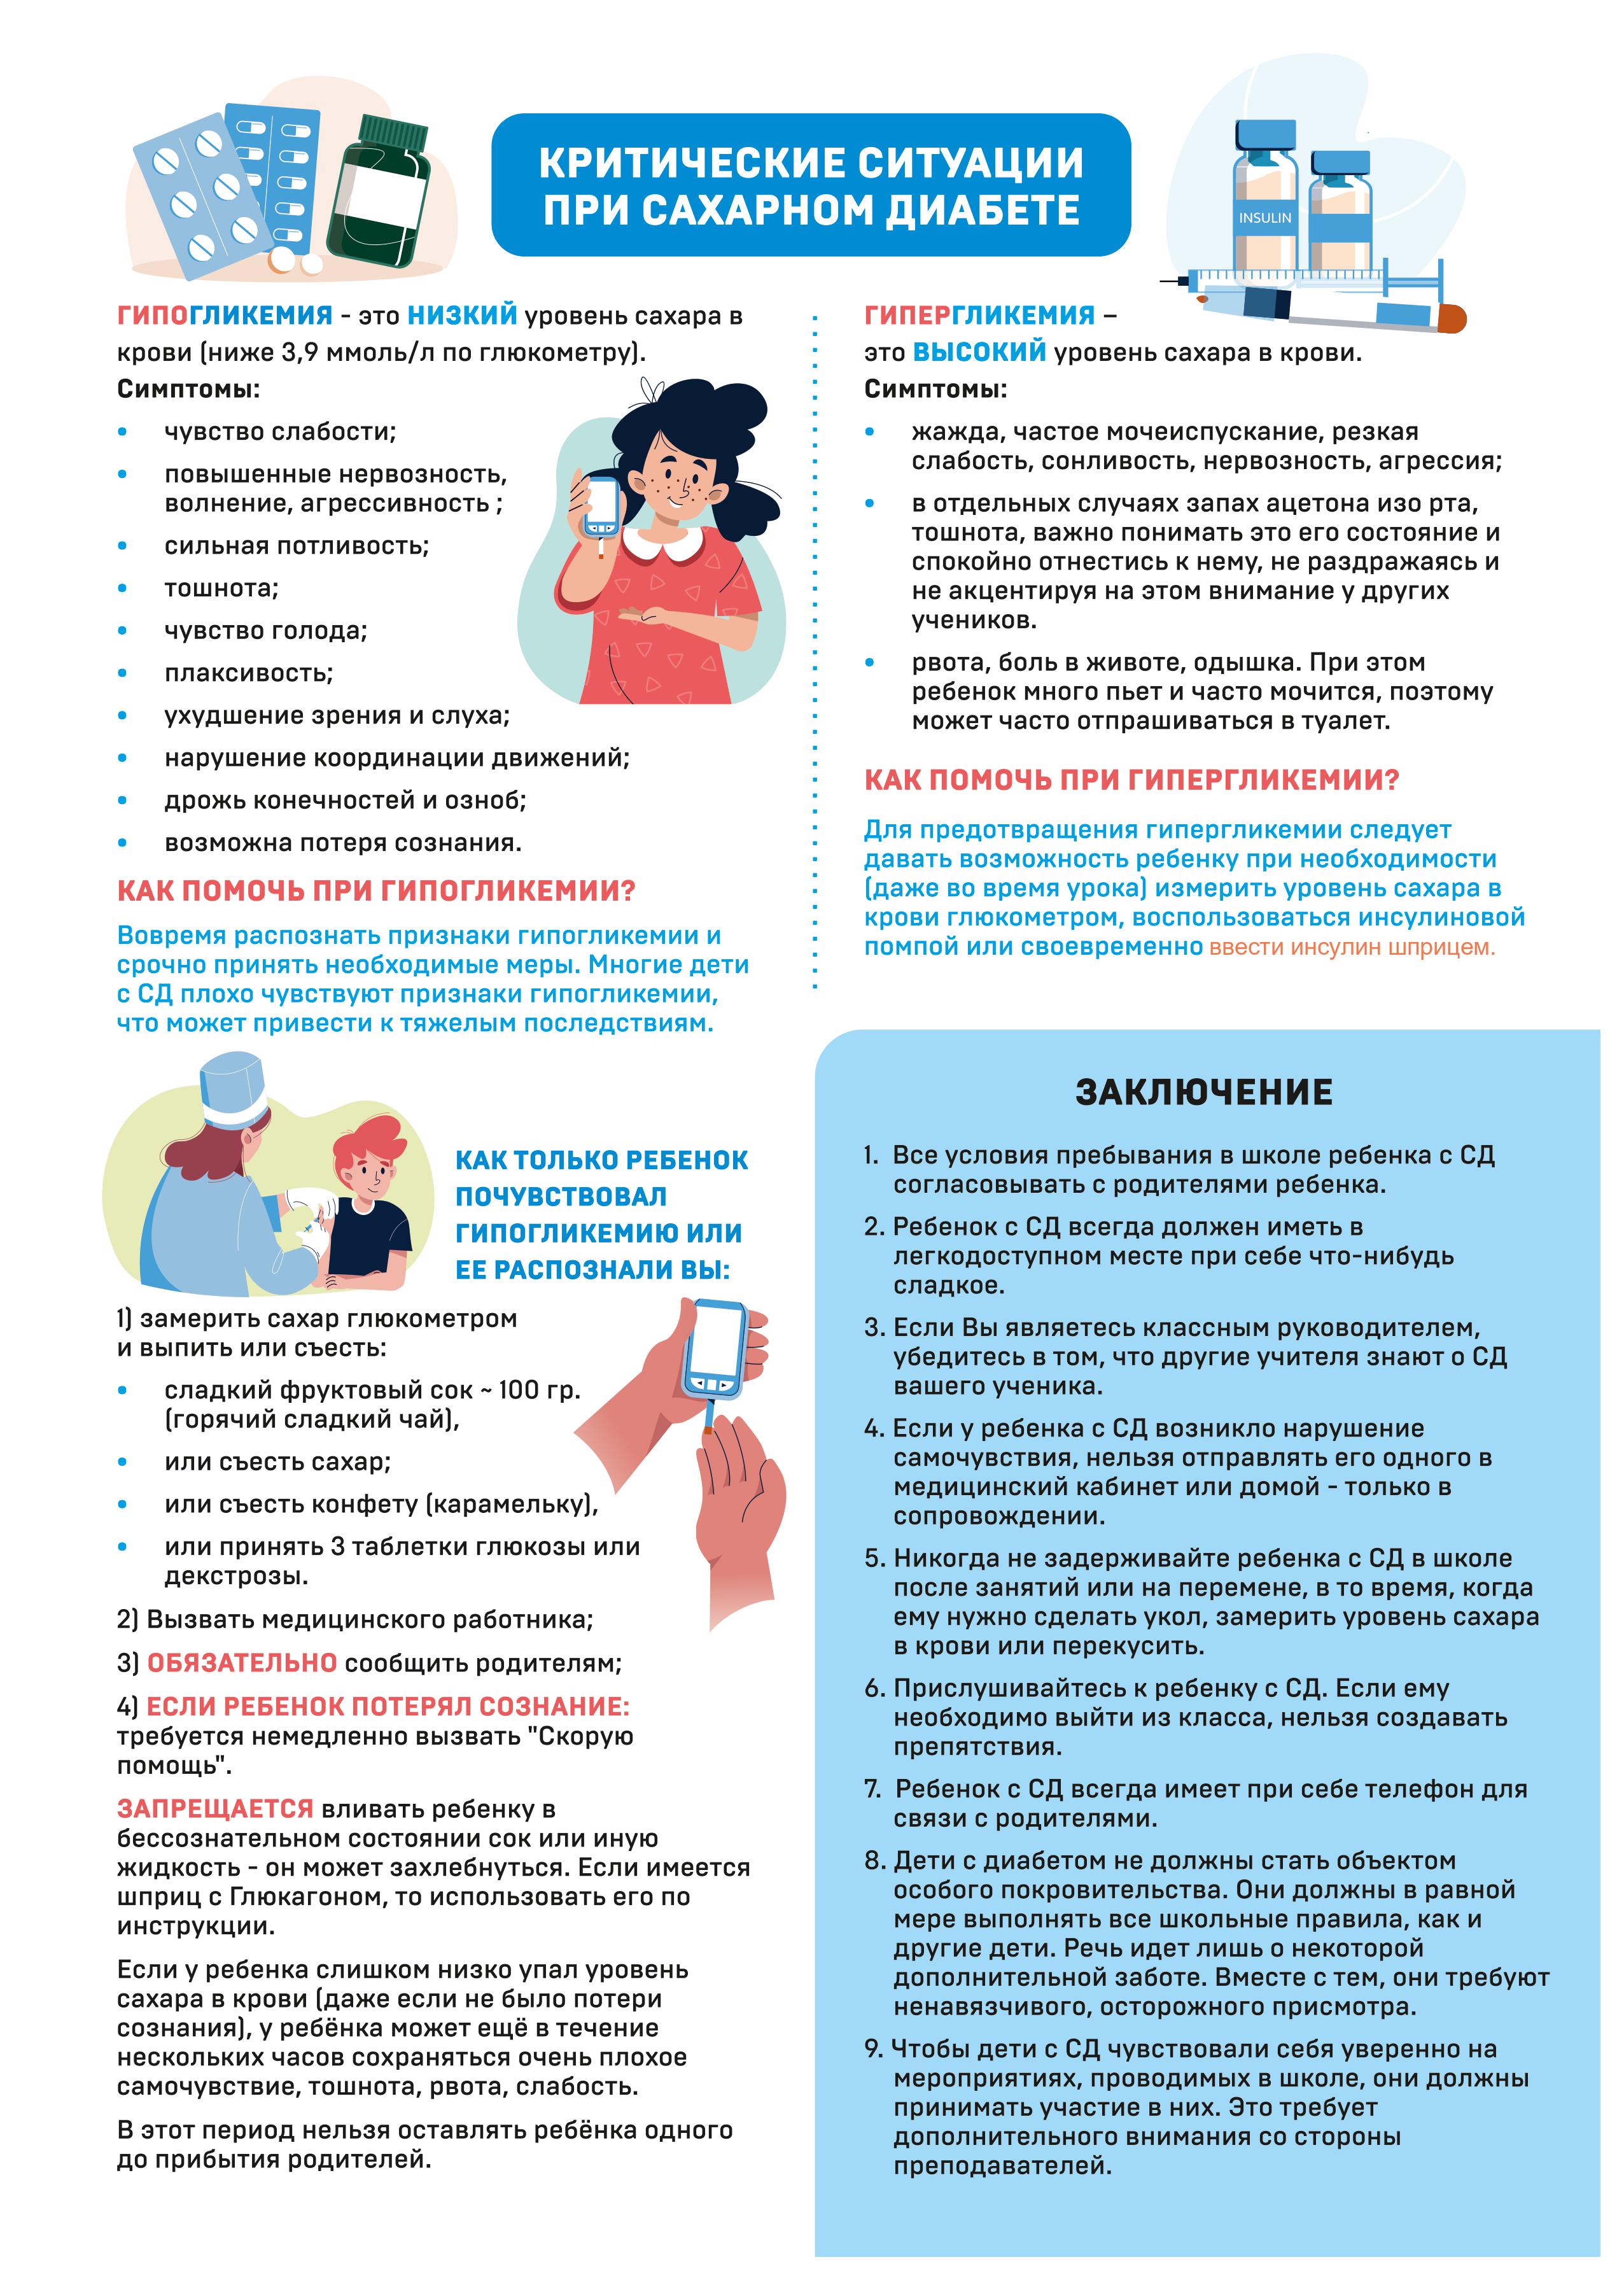 КРИТИЧЕСКИЕ СИТУАЦИИ
ПРИ САХАРНОМ ДИАБЕТЕ
INSULIN
ГИПОГЛИКЕМИЯ - это НИЗКИЙ уровень сахара в
крови (ниже 3,9 ммоль/л по глюкометру).
Симптомы:
• чувство слабости;
• повышенные нервозность,
волнение, агрессивность ;
• сильная потливость;
• тошнота;
• чувство голода;
• плаксивость;
• ухудшение зрения и слуха;
• нарушение координации движений;
• дрожь конечностей и озноб;
• возможна потеря сознания.
КАК ПОМОЧЬ ПРИ ГИПОГЛИКЕМИИ?
Вовремя распознать признаки гипогликемии и
срочно принять необходимые меры. Многие дети
с СД плохо чувствуют признаки гипогликемии,
что может привести к тяжелым последствиям.
КАК ТОЛЬКО РЕБЕНОК
ПОЧУВСТВОВАЛ
ГИПОГЛИКЕМИЮ ИЛИ
ЕЕ РАСПОЗНАЛИ ВЫ:
1) замерить сахар глюкометром
и выпить или съесть:
• сладкий фруктовый сок ~ 100 гр.
(горячий сладкий чай),
• или съесть сахар;
• или съесть конфету (карамельку),
• или принять 3 таблетки глюкозы или
декстрозы.
2) Вызвать медицинского работника;
3) ОБЯЗАТЕЛЬНО сообщить родителям;
4) ЕСЛИ РЕБЕНОК ПОТЕРЯЛ СОЗНАНИЕ:
требуется немедленно вызвать "Скорую
помощь".
ЗАПРЕЩАЕТСЯ вливать ребенку в
бессознательном состоянии сок или иную
жидкость - он может захлебнуться. Если имеется
шприц с Глюкагоном, то использовать его по
инструкции.
Если у ребенка слишком низко упал уровень
сахара в крови (даже если не было потери
сознания), у ребёнка может ещё в течение
нескольких часов сохраняться очень плохое
самочувствие, тошнота, рвота, слабость.
В этот период нельзя оставлять ребёнка одного
до прибытия родителей.
ГИПЕРГЛИКЕМИЯ –
это ВЫСОКИЙ уровень сахара в крови.
Симптомы:
• жажда, частое мочеиспускание, резкая
слабость, сонливость, нервозность, агрессия;
• в отдельных случаях запах ацетона изо рта,
тошнота, важно понимать это его состояние и
спокойно отнестись к нему, не раздражаясь и
не акцентируя на этом внимание у других
учеников.
• рвота, боль в животе, одышка. При этом
ребенок много пьет и часто мочится, поэтому
может часто отпрашиваться в туалет.
КАК ПОМОЧЬ ПРИ ГИПЕРГЛИКЕМИИ?
Для предотвращения гипергликемии следует
давать возможность ребенку при необходимости
(даже во время урока) измерить уровень сахара в
крови глюкометром, воспользоваться инсулиновой
помпой или своевременно ввести инсулин шприцем.
ЗАКЛЮЧЕНИЕ
1. Все условия пребывания в школе ребенка с СД
согласовывать с родителями ребенка.
2. Ребенок с СД всегда должен иметь в
легкодоступном месте при себе что-нибудь
сладкое.
3. Если Вы являетесь классным руководителем,
убедитесь в том, что другие учителя знают о СД
вашего ученика.
4. Если у ребенка с СД возникло нарушение
самочувствия, нельзя отправлять его одного в
медицинский кабинет или домой - только в
сопровождении.
5. Никогда не задерживайте ребенка с СД в школе
после занятий или на перемене, в то время, когда
ему нужно сделать укол, замерить уровень сахара
в крови или перекусить.
6. Прислушивайтесь к ребенку с СД. Если ему
необходимо выйти из класса, нельзя создавать
препятствия.
7. Ребенок с СД всегда имеет при себе телефон для
связи с родителями.
8. Дети с диабетом не должны стать объектом
особого покровительства. Они должны в равной
мере выполнять все школьные правила, как и
другие дети. Речь идет лишь о некоторой
дополнительной заботе. Вместе с тем, они требуют
ненавязчивого, осторожного присмотра.
9. Чтобы дети с СД чувствовали себя уверенно на
мероприятиях, проводимых в школе, они должны
принимать участие в них. Это требует
дополнительного внимания со стороны
преподавателей.